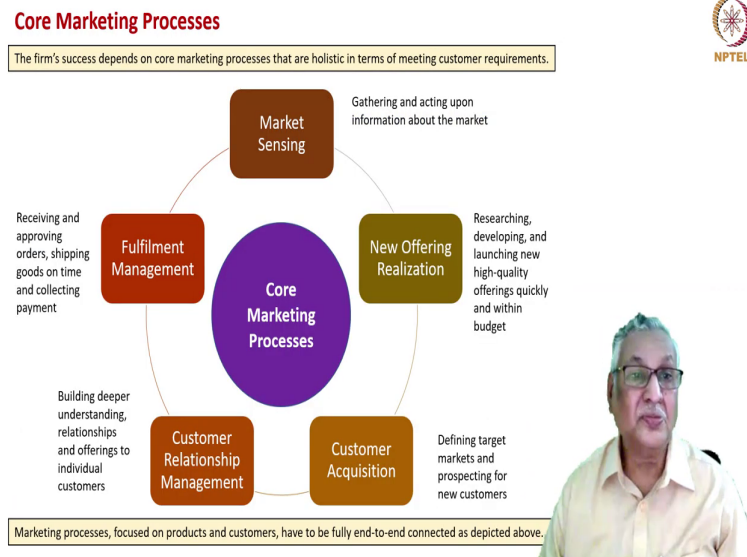 Core Marketing Processes
NPTEL
The firm's success depends on core marketing processes that are holistic in terms of meeting customer requirements.
Market
Sensing
Gathering and acting upon
information about the market
New Offering
Realization
Researching,
developing, and
launching new
high-quality
offerings quickly
and within
budget
Customer
Acquisition
Defining target
markets and
prospecting for
new customers
Customer
Relationship
Management
Building deeper
understanding,
relationships
and offerings to
individual
customers
Fulfilment
Management
Receiving and
approving
orders, shipping
goods on time
and collecting
payment
Core
Marketing
Processes
Marketing processes, focused on products and customers, have to be fully end-to-end connected as depicted above.